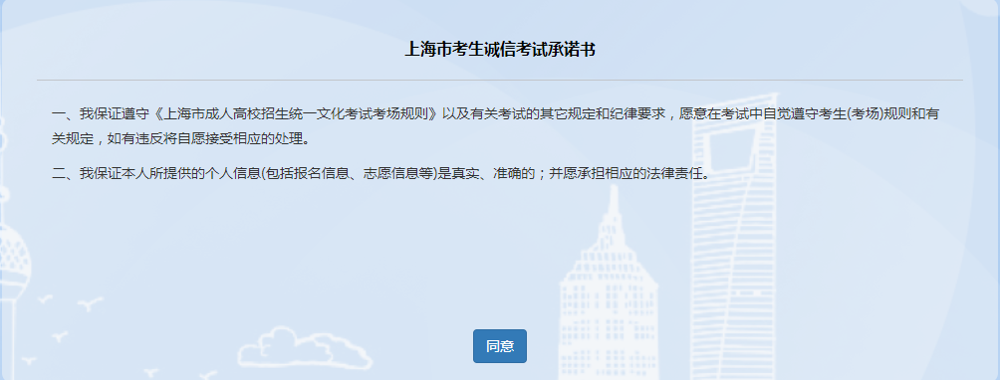 上海市考生诚信考试承诺书
一、我保证遵守《上海市成人高校招生统一文化考试考场规则》以及有关考试的其它规定和纪律要求，愿意在考试中自觉遵守考生(考场)规则和有
关规定，如有违反将自愿接受相应的处理。
二、我保证本人所提供的个人信息(包括报名信息、志愿信息等)是真实、准确的；并愿承担相应的法律责任。
同意